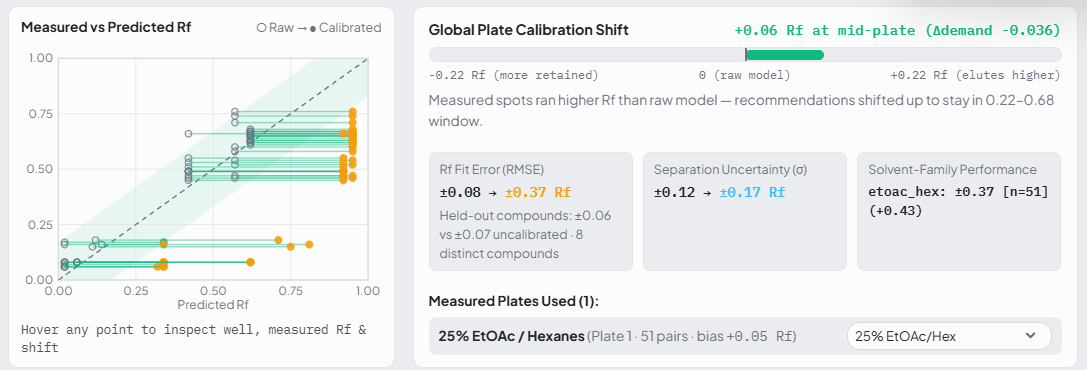 Measured vs Predicted Rf
○ Raw → ● Calibrated
1.00
0.75
0.50
0.25
0.00
0.00 0.25 0.50 0.75 1.00
Predicted Rf
Hover any point to inspect well, measured Rf &
shift
Global Plate Calibration Shift
+0.06 Rf at mid-plate (Δdemand -0.036)
-0.22 Rf (more retained) 0 (raw model) +0.22 Rf (elutes higher)
Measured spots ran higher Rf than raw model — recommendations shifted up to stay in 0.22–0.68
window.
Rf Fit Error (RMSE)
±0.08 → ±0.37 Rf
Held-out compounds: ±0.06
vs ±0.07 uncalibrated · 8
distinct compounds
Separation Uncertainty (σ)
±0.12 → ±0.17 Rf
Solvent-Family Performance
etoac_hex: ±0.37 [n=51]
(+0.43)
Measured Plates Used (1):
25% EtOAc / Hexanes (Plate 1 · 51 pairs · bias +0.05 Rf)
25% EtOAc/Hex